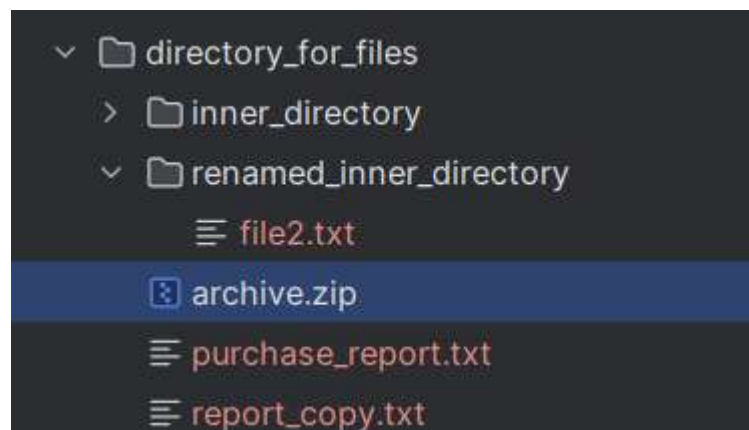 directory_for_files
inner_directory
renamed_inner_directory
file2.txt
archive.zip
purchase_report.txt
report_copy.txt